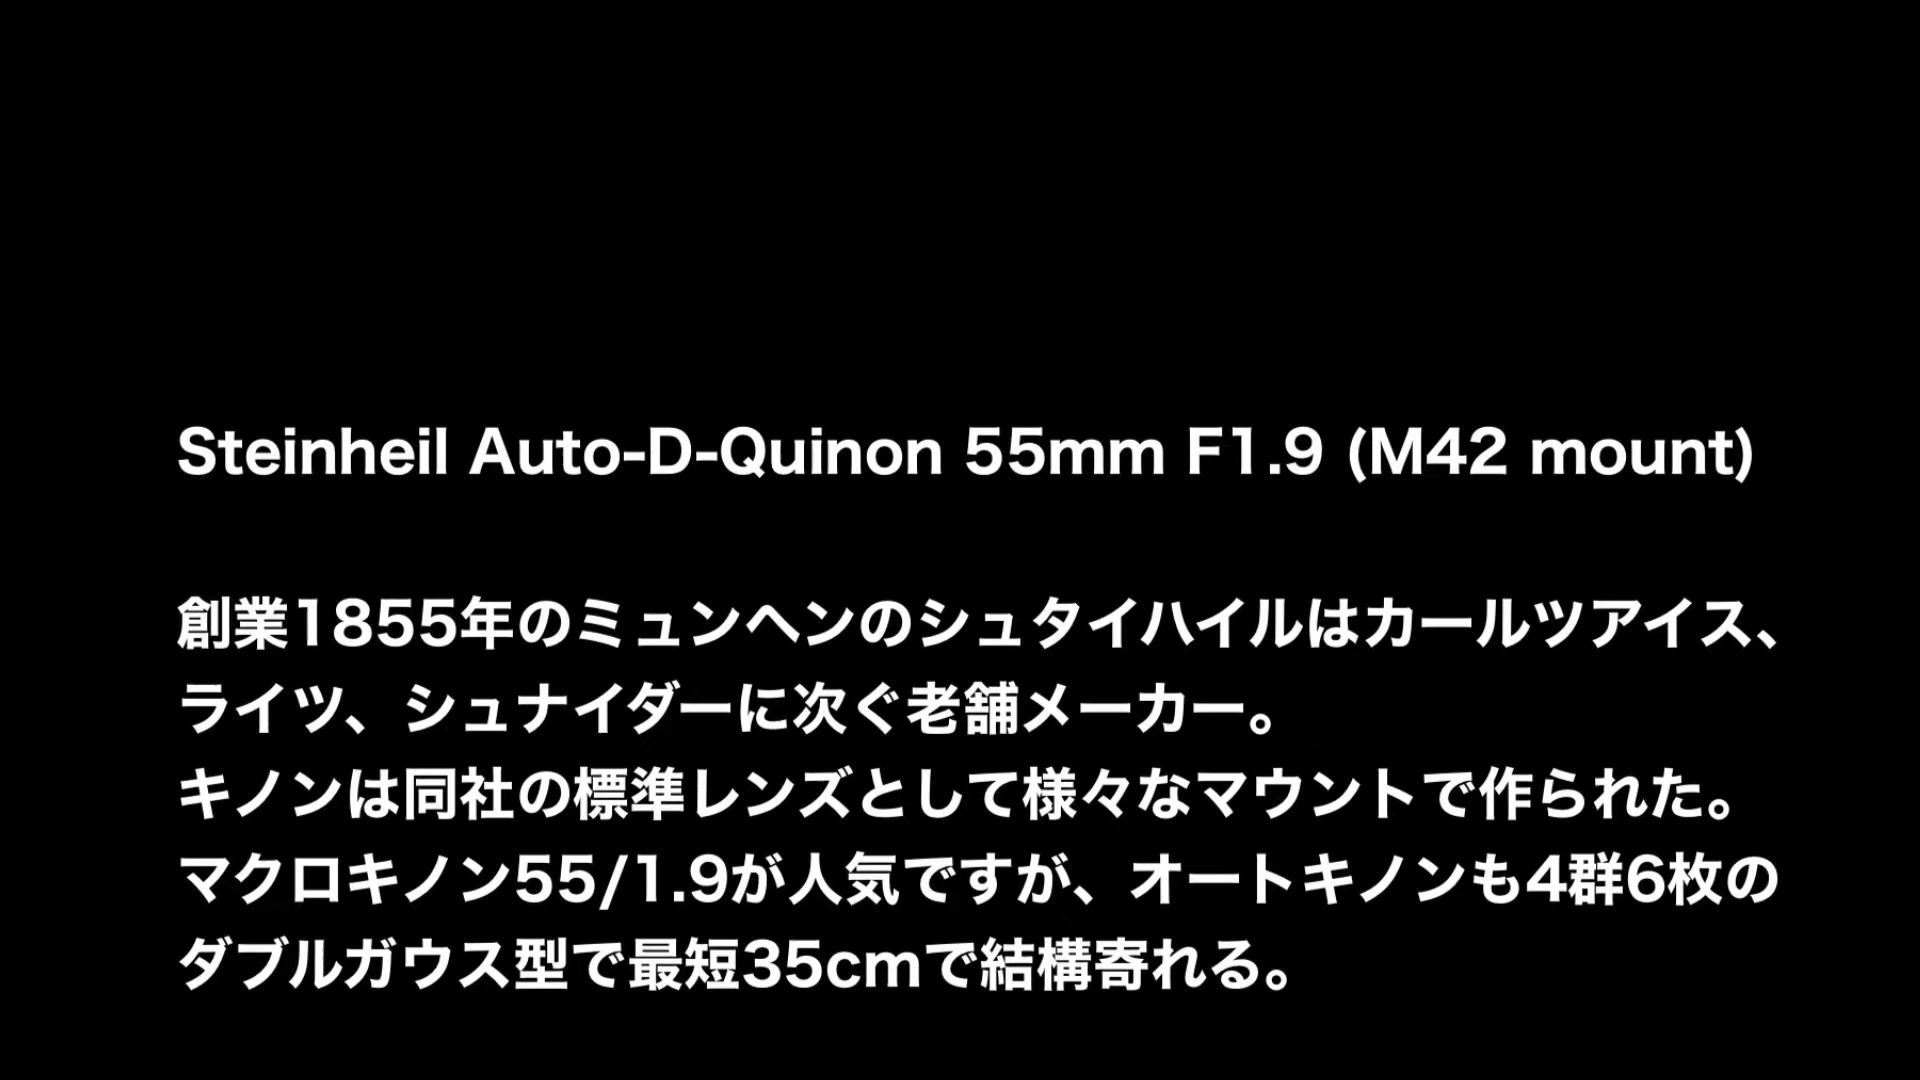 Steinheil Auto-D-Quinon 55mm F1.9 (M42 mount)
創業1855年のミュンヘンのシュタイハイルはカールツアイス、
ライツ、シュナイダーに次ぐ老舗メーカー。
キノンは同社の標準レンズとして様々なマウントで作られた。
マクロキノン55/1.9が人気ですが、オートキノンも4群6枚の
ダブルガウス型で最短35cmで結構寄れる。